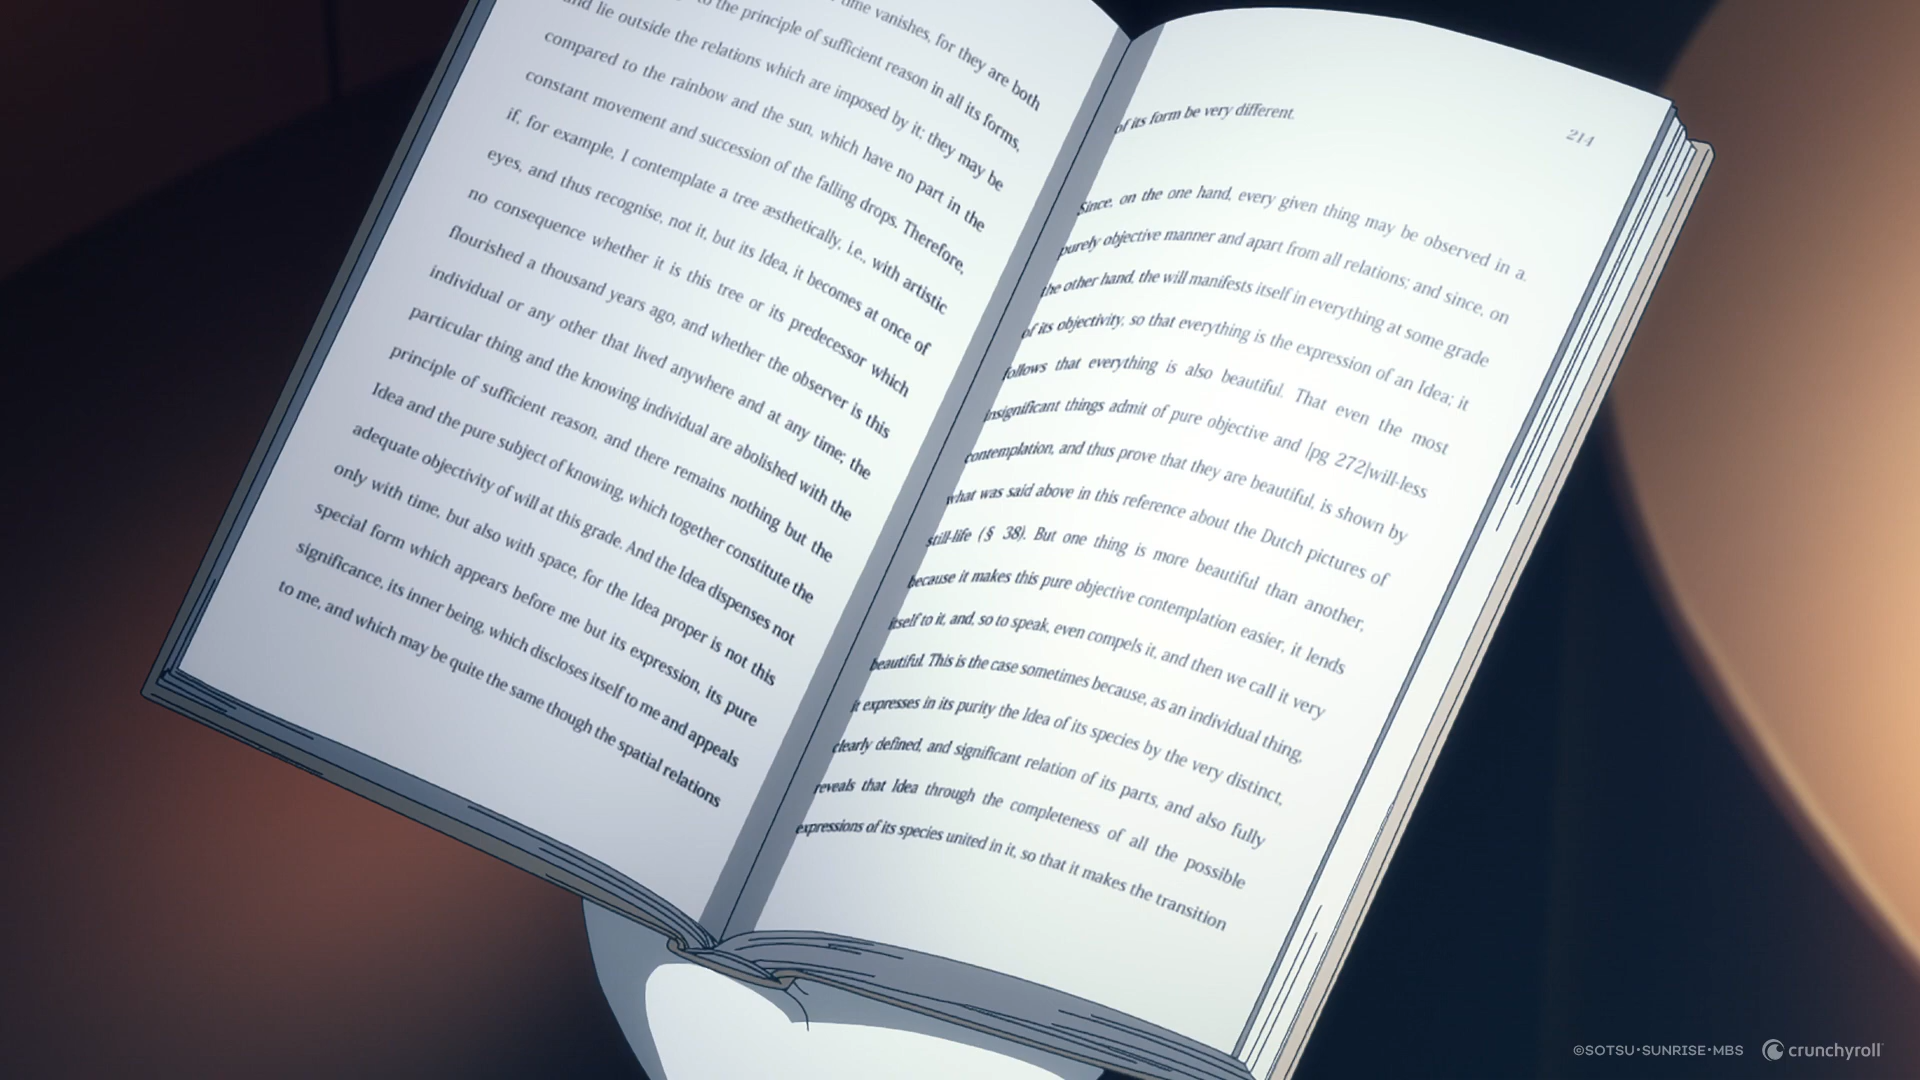 time vanishes, for they are both
to the principle of sufficient reason in all its forms,
and lie outside the relations which are imposed by it; they may be
compared to the rainbow and the sun, which have no part in the
constant movement and succession of the falling drops. Therefore,
if, for example, I contemplate a tree æsthetically, i.e., with artistic
eyes, and thus recognise, not it, but its Idea, it becomes at once of
no consequence whether it is this tree or its predecessor which
flourished a thousand years ago, and whether the observer is this
individual or any other that lived anywhere and at any time; the
particular thing and the knowing individual are abolished with the
principle of sufficient reason, and there remains nothing but the
Idea and the pure subject of knowing, which together constitute the
adequate objectivity of will at this grade. And the Idea dispenses not
only with time, but also with space, for the Idea proper is not this
special form which appears before me but its expression, its pure
significance, its inner being, which discloses itself to me and appeals
to me, and which may be quite the same though the spatial relations
of its form be very different.
214
Since, on the one hand, every given thing may be observed in a
purely objective manner and apart from all relations; and since, on
the other hand, the will manifests itself in everything at some grade
of its objectivity, so that everything is the expression of an Idea; it
follows that everything is also beautiful. That even the most
insignificant things admit of pure objective and |pg 272|will-less
contemplation, and thus prove that they are beautiful, is shown by
what was said above in this reference about the Dutch pictures of
still-life (§ 38). But one thing is more beautiful than another,
because it makes this pure objective contemplation easier, it lends
itself to it, and, so to speak, even compels it, and then we call it very
beautiful. This is the case sometimes because, as an individual thing,
it expresses in its purity the Idea of its species by the very distinct,
clearly defined, and significant relation of its parts, and also fully
reveals that Idea through the completeness of all the possible
expressions of its species united in it, so that it makes the transition
©SOTSU・SUNRISE・MBS crunchyroll